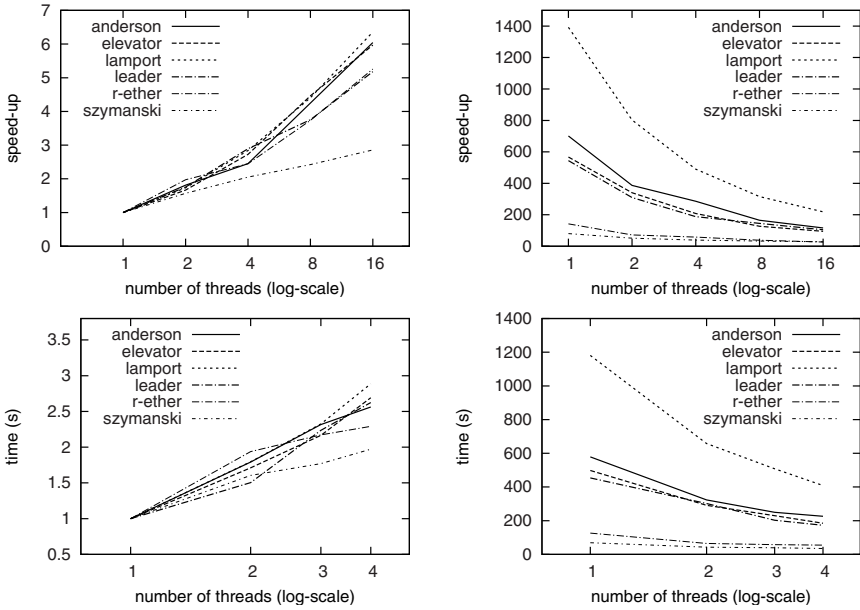 7
6
5
4
3
2
1
0
speed-up
anderson
elevator
lamport
leader
r-ether
szymanski
1 2 4 8 16
number of threads (log-scale)
1400
1200
1000
800
600
400
200
0
speed-up
anderson
elevator
lamport
leader
r-ether
szymanski
1 2 4 8 16
number of threads (log-scale)
3.5
3
2.5
2
1.5
1
0.5
time (s)
anderson
elevator
lamport
leader
r-ether
szymanski
1 2 3 4
number of threads (log-scale)
1400
1200
1000
800
600
400
200
0
time (s)
anderson
elevator
lamport
leader
r-ether
szymanski
1 2 3 4
number of threads (log-scale)